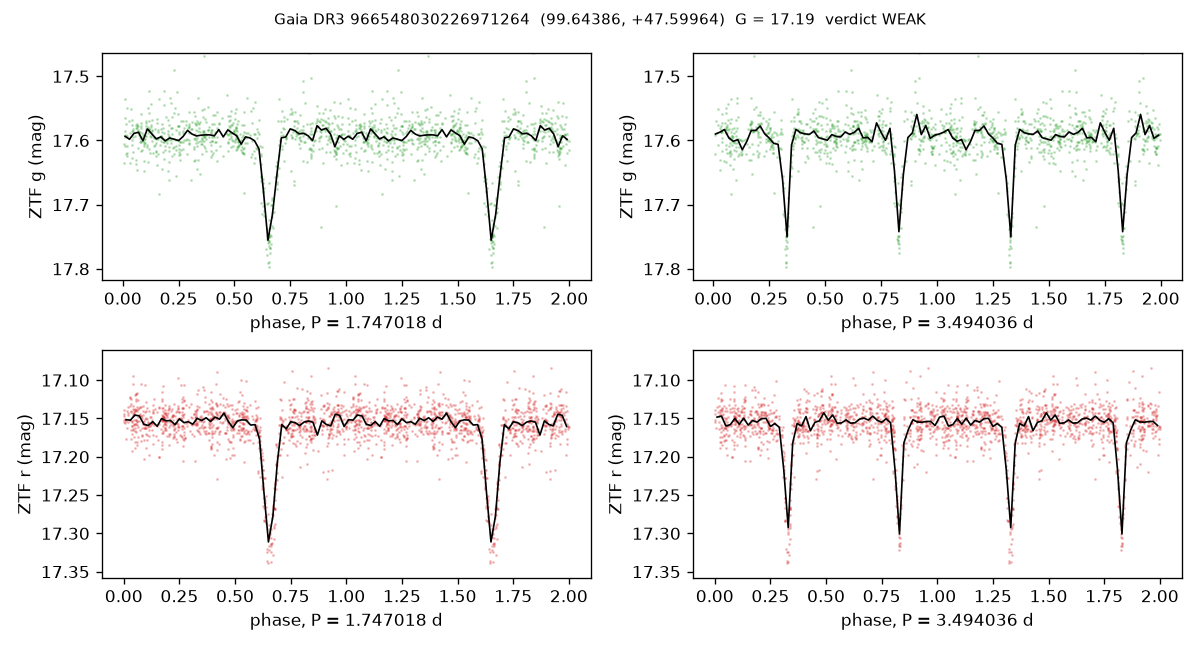 Gaia DR3 966548030226971264 (99.64386, +47.59964) G = 17.19 verdict WEAK
ZTF g (mag)
17.5
17.6
17.7
17.8
0.00 0.25 0.50 0.75 1.00 1.25 1.50 1.75 2.00
phase, P = 1.747018 d
ZTF g (mag)
17.5
17.6
17.7
17.8
0.00 0.25 0.50 0.75 1.00 1.25 1.50 1.75 2.00
phase, P = 3.494036 d
ZTF r (mag)
17.10
17.15
17.20
17.25
17.30
17.35
0.00 0.25 0.50 0.75 1.00 1.25 1.50 1.75 2.00
phase, P = 1.747018 d
ZTF r (mag)
17.10
17.15
17.20
17.25
17.30
17.35
0.00 0.25 0.50 0.75 1.00 1.25 1.50 1.75 2.00
phase, P = 3.494036 d